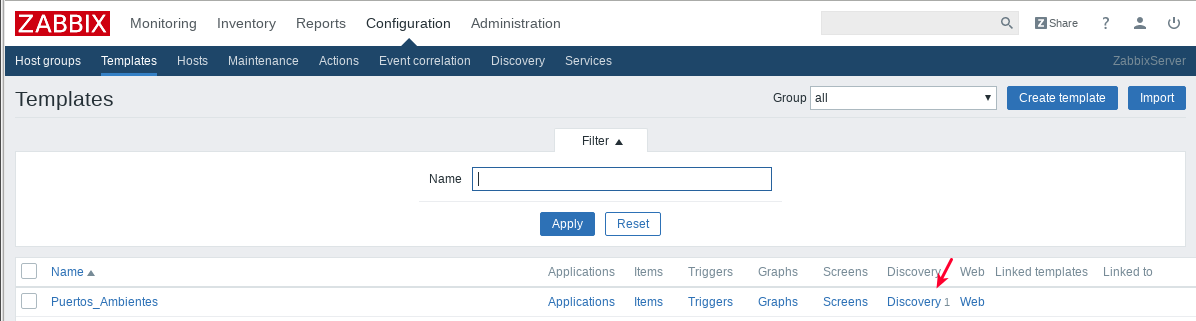 ZABBIX Monitoring Inventory Reports Configuration Administration Z Share ?
Host groups Templates Hosts Maintenance Actions Event correlation Discovery Services ZabbixServer
Templates Group all Create template Import
Filter
Name
Apply Reset
Name Applications Items Triggers Graphs Screens Discovery Web Linked templates Linked to
Puertos_Ambientes Applications Items Triggers Graphs Screens Discovery 1 Web